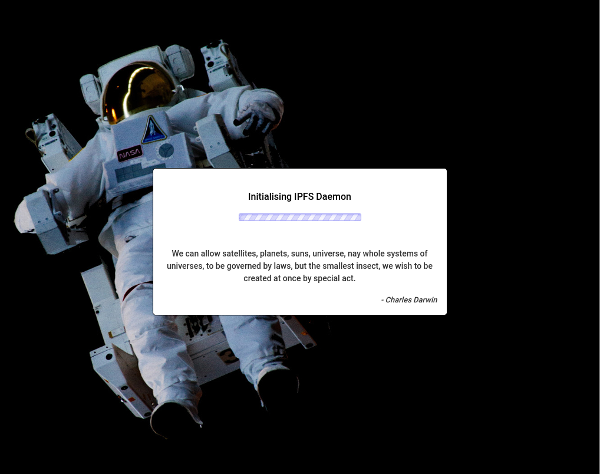 NASA
Initialising IPFS Daemon
We can allow satellites, planets, suns, universe, nay whole systems of
universes, to be governed by laws, but the smallest insect, we wish to be
created at once by special act.
- Charles Darwin